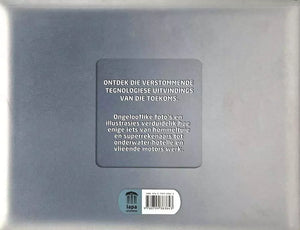 ONTDEK DIE VERSTOMMENDE
TEGNOLOGIESE UITVINDINGS
VAN DIE TOEKOMS.
Ongelooflike foto's en
illustrasies verduidelik hoe
enige iets van hommeltuie
en superrekenaars tot
onderwater-hotelle en
vlieënde motors werk.
lapa